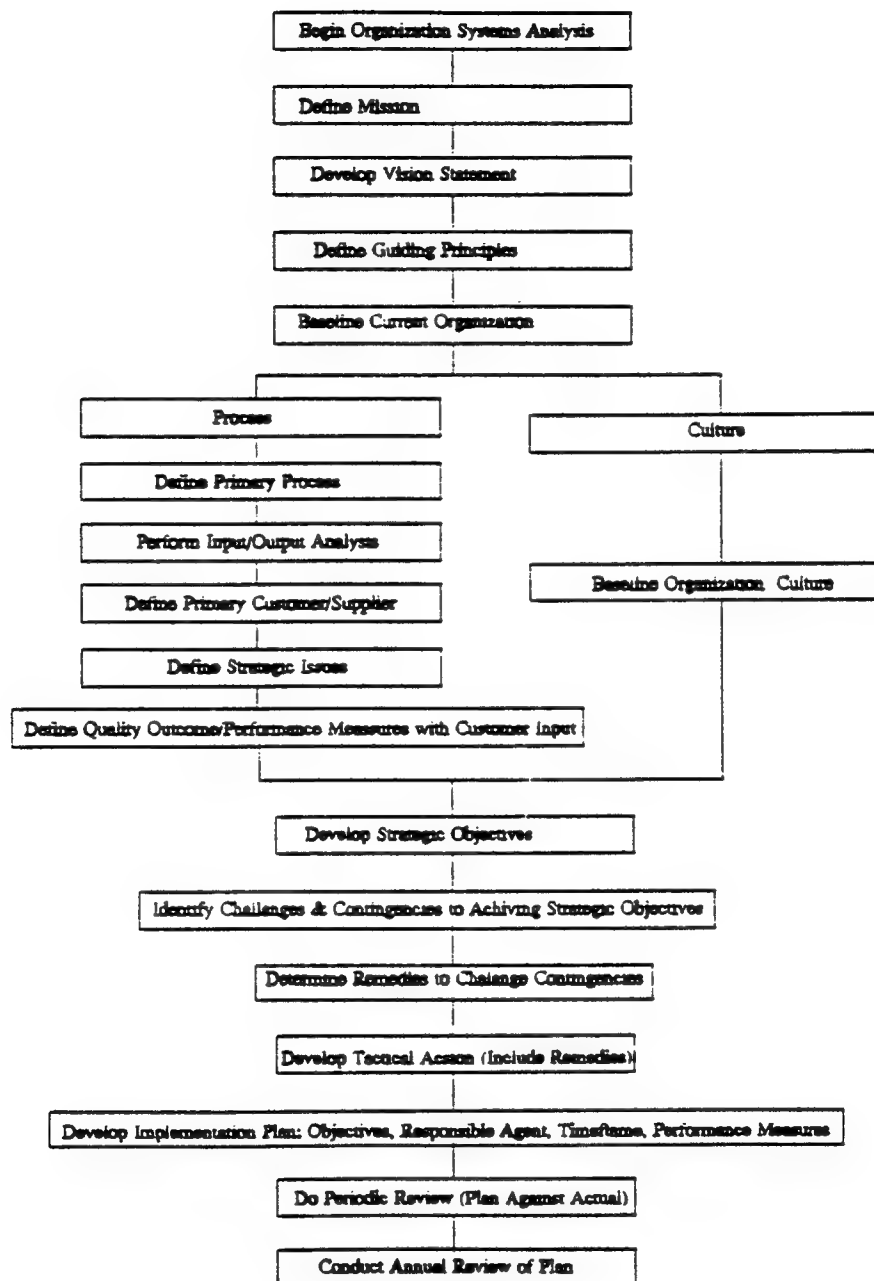 Begin Organization Systems Analysis
Define Mission
Develop Vision Statement
Define Guiding Principles
Baseline Current Organization
Process
Culture
Define Primary Process
Perform Input/Output Analysis
Baseline Organization Culture
Define Primary Customer/Supplier
Define Strategic Issues
Define Quality Outcome/Performance Measures with Customer Input
Develop Strategic Objectives
Identify Challanges & Contingencies to Achiving Strategic Objectives
Determine Remedies to Chalange Contingencies
Develop Tactical Action (Include Remedies)
Develop Implementation Plan: Objectives, Responsible Agent, Timeframe, Performance Measures
Do Periodic Review (Plan Against Actual)
Conduct Annual Review of Plan